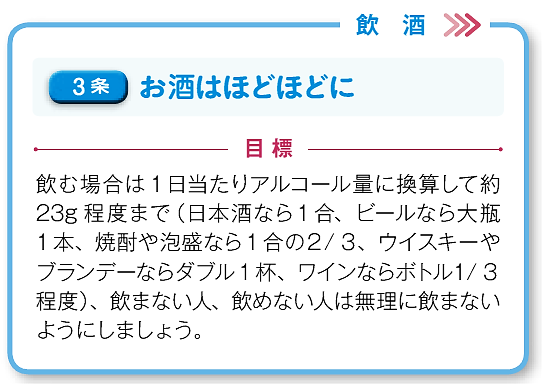 飲 酒
3条 お酒はほどほどに
目標
飲む場合は1日当たりアルコール量に換算して約
23g程度まで(日本酒なら1合、ビールなら大瓶
1本、焼酎や泡盛なら1合の2/3、ウイスキーや
ブランデーならダブル1杯、ワインならボトル1/3
程度)、飲まない人、飲めない人は無理に飲まない
ようにしましょう。